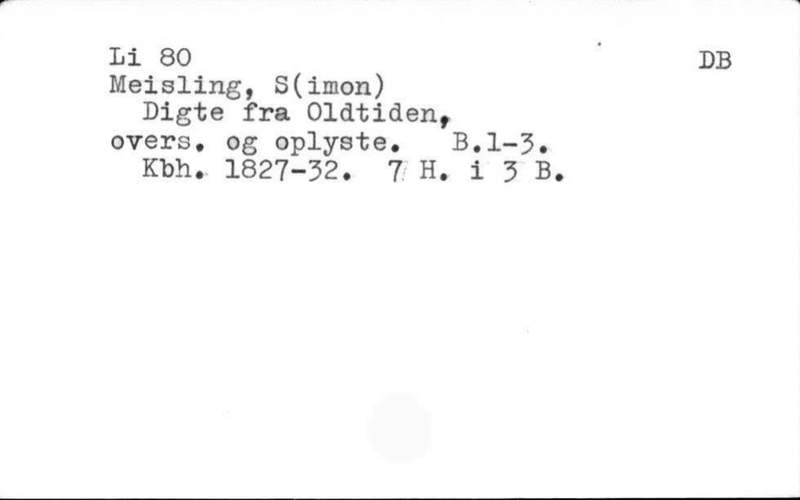 Li 80 DB
Meisling, S(imon)
Digte fra Oldtiden,
overs. og oplyste. B.1-3.
Kbh. 1827-32. 7 H. i 3 B.